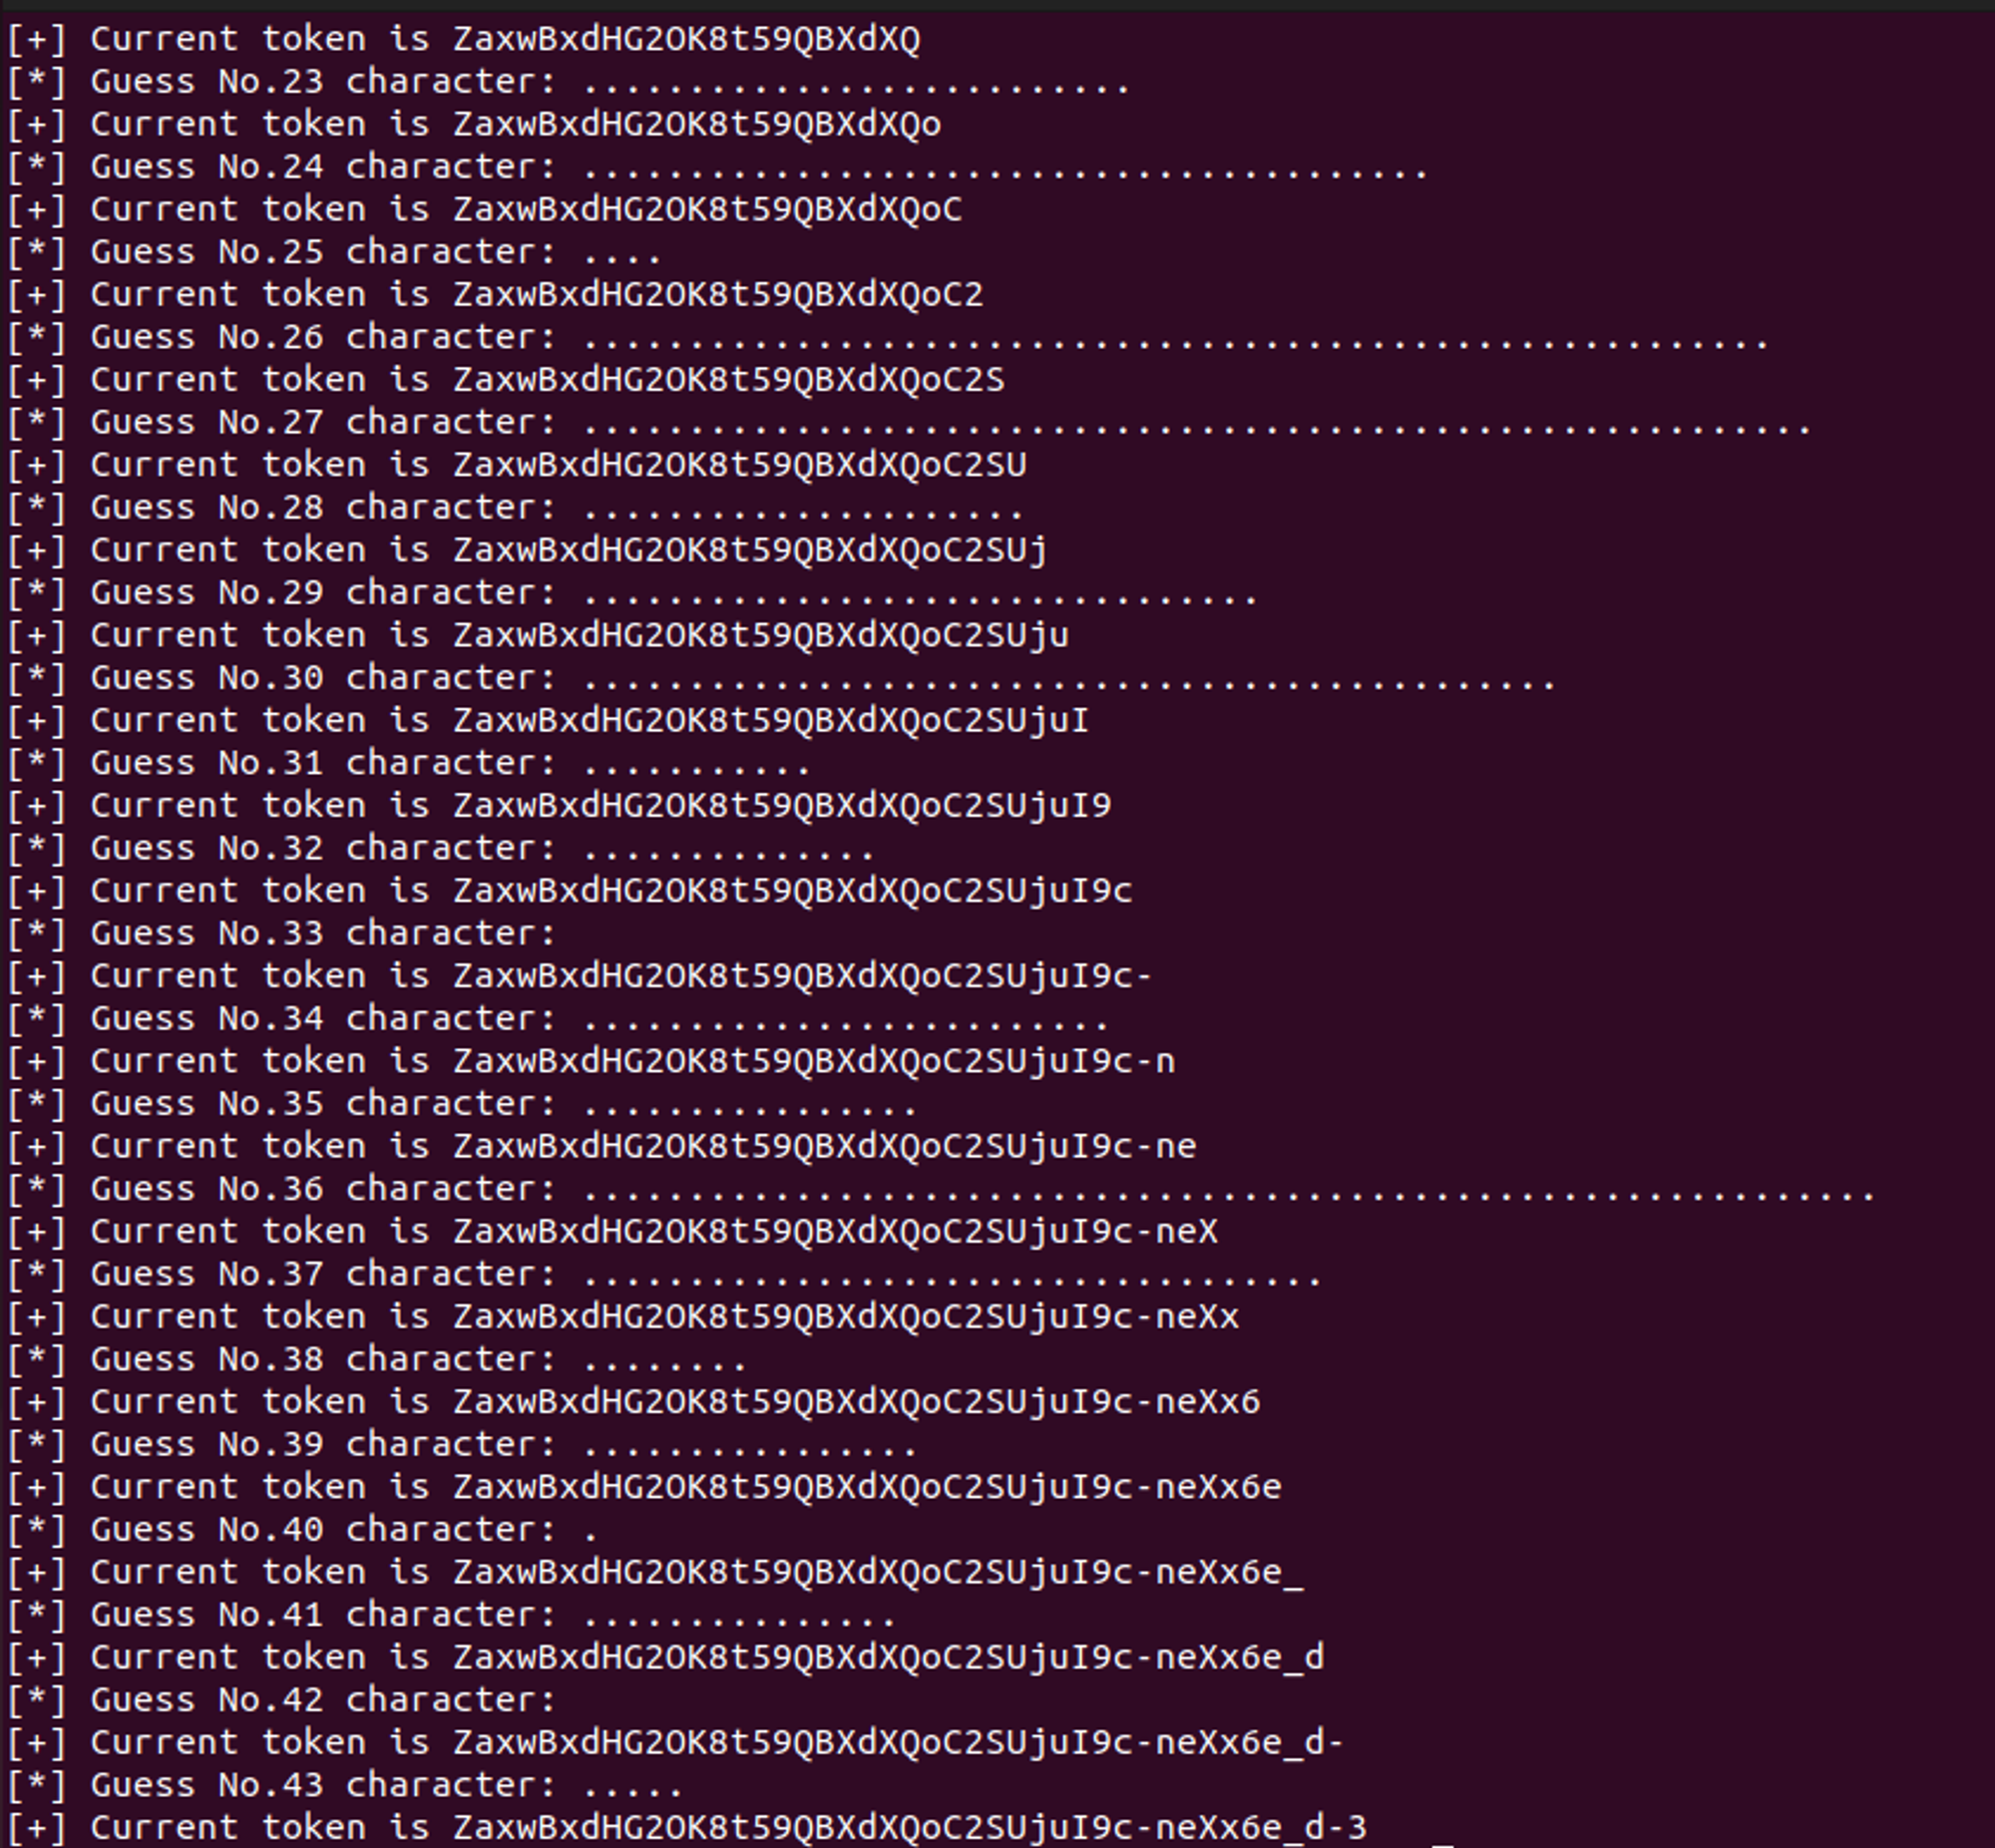 [+] Current token is ZaxwBxdHG2OK8t59QBXdXQ
[*] Guess No.23 character: ..........................
[+] Current token is ZaxwBxdHG2OK8t59QBXdXQo
[*] Guess No.24 character: ........................................
[+] Current token is ZaxwBxdHG2OK8t59QBXdXQoC
[*] Guess No.25 character: ....
[+] Current token is ZaxwBxdHG2OK8t59QBXdXQoC2
[*] Guess No.26 character: ........................................................
[+] Current token is ZaxwBxdHG2OK8t59QBXdXQoC2S
[*] Guess No.27 character: ..........................................................
[+] Current token is ZaxwBxdHG2OK8t59QBXdXQoC2SU
[*] Guess No.28 character: .....................
[+] Current token is ZaxwBxdHG2OK8t59QBXdXQoC2SUj
[*] Guess No.29 character: ................................
[+] Current token is ZaxwBxdHG2OK8t59QBXdXQoC2SUju
[*] Guess No.30 character: ..............................................
[+] Current token is ZaxwBxdHG2OK8t59QBXdXQoC2SUjuI
[*] Guess No.31 character: ...........
[+] Current token is ZaxwBxdHG2OK8t59QBXdXQoC2SUjuI9
[*] Guess No.32 character: ..............
[+] Current token is ZaxwBxdHG2OK8t59QBXdXQoC2SUjuI9c
[*] Guess No.33 character:
[+] Current token is ZaxwBxdHG2OK8t59QBXdXQoC2SUjuI9c-
[*] Guess No.34 character: .........................
[+] Current token is ZaxwBxdHG2OK8t59QBXdXQoC2SUjuI9c-n
[*] Guess No.35 character: ................
[+] Current token is ZaxwBxdHG2OK8t59QBXdXQoC2SUjuI9c-ne
[*] Guess No.36 character: .............................................................
[+] Current token is ZaxwBxdHG2OK8t59QBXdXQoC2SUjuI9c-neX
[*] Guess No.37 character: ...................................
[+] Current token is ZaxwBxdHG2OK8t59QBXdXQoC2SUjuI9c-neXx
[*] Guess No.38 character: ........
[+] Current token is ZaxwBxdHG2OK8t59QBXdXQoC2SUjuI9c-neXx6
[*] Guess No.39 character: ................
[+] Current token is ZaxwBxdHG2OK8t59QBXdXQoC2SUjuI9c-neXx6e
[*] Guess No.40 character: .
[+] Current token is ZaxwBxdHG2OK8t59QBXdXQoC2SUjuI9c-neXx6e_
[*] Guess No.41 character: ...............
[+] Current token is ZaxwBxdHG2OK8t59QBXdXQoC2SUjuI9c-neXx6e_d
[*] Guess No.42 character:
[+] Current token is ZaxwBxdHG2OK8t59QBXdXQoC2SUjuI9c-neXx6e_d-
[*] Guess No.43 character: .....
[+] Current token is ZaxwBxdHG2OK8t59QBXdXQoC2SUjuI9c-neXx6e_d-3